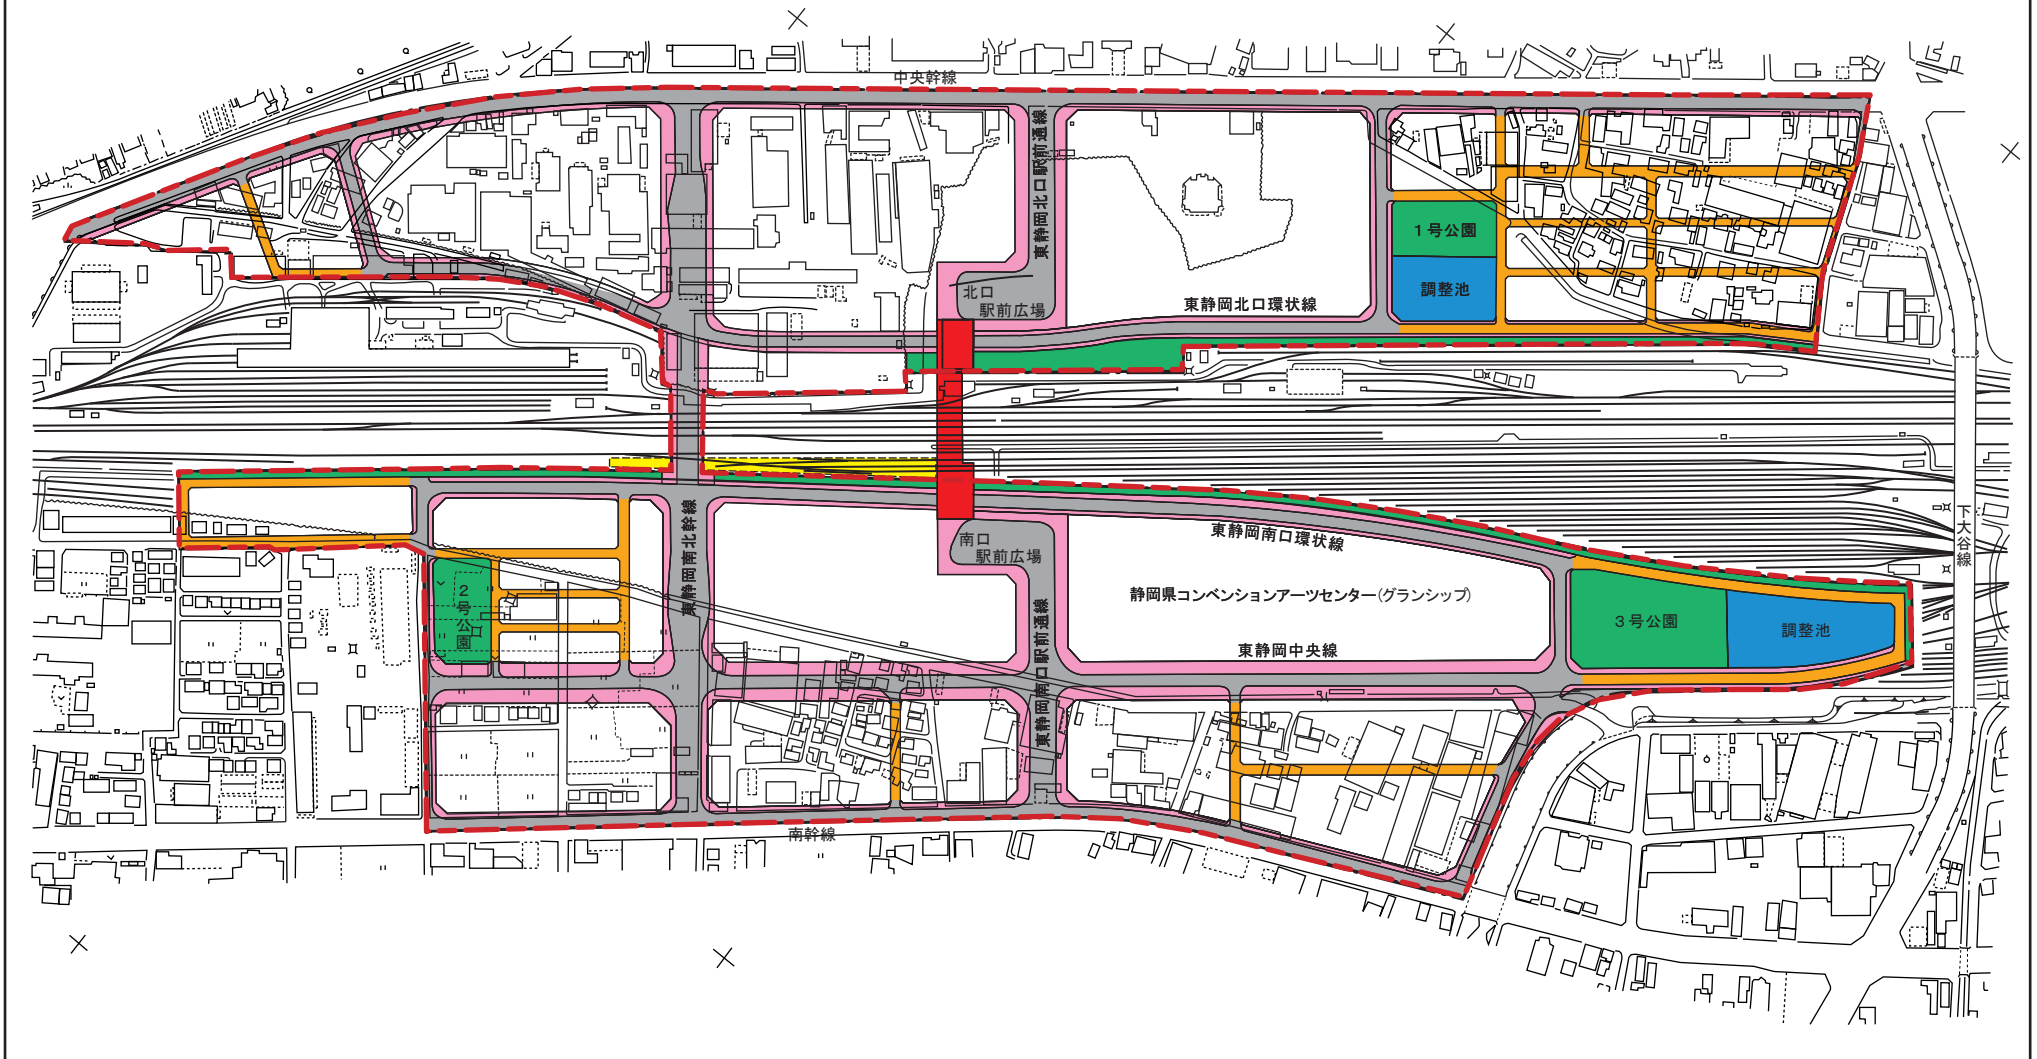 中央幹線
東静岡北口駅前通線
1号公園
調整池
北口
駅前広場
東静岡北口環状線
下大谷線
東静岡南北幹線
南口
駅前広場
東静岡南口環状線
2号公園
静岡県コンベンションアーツセンター(グランシップ)
東静岡南口駅前通線
3号公園
調整池
東静岡中央線
南幹線